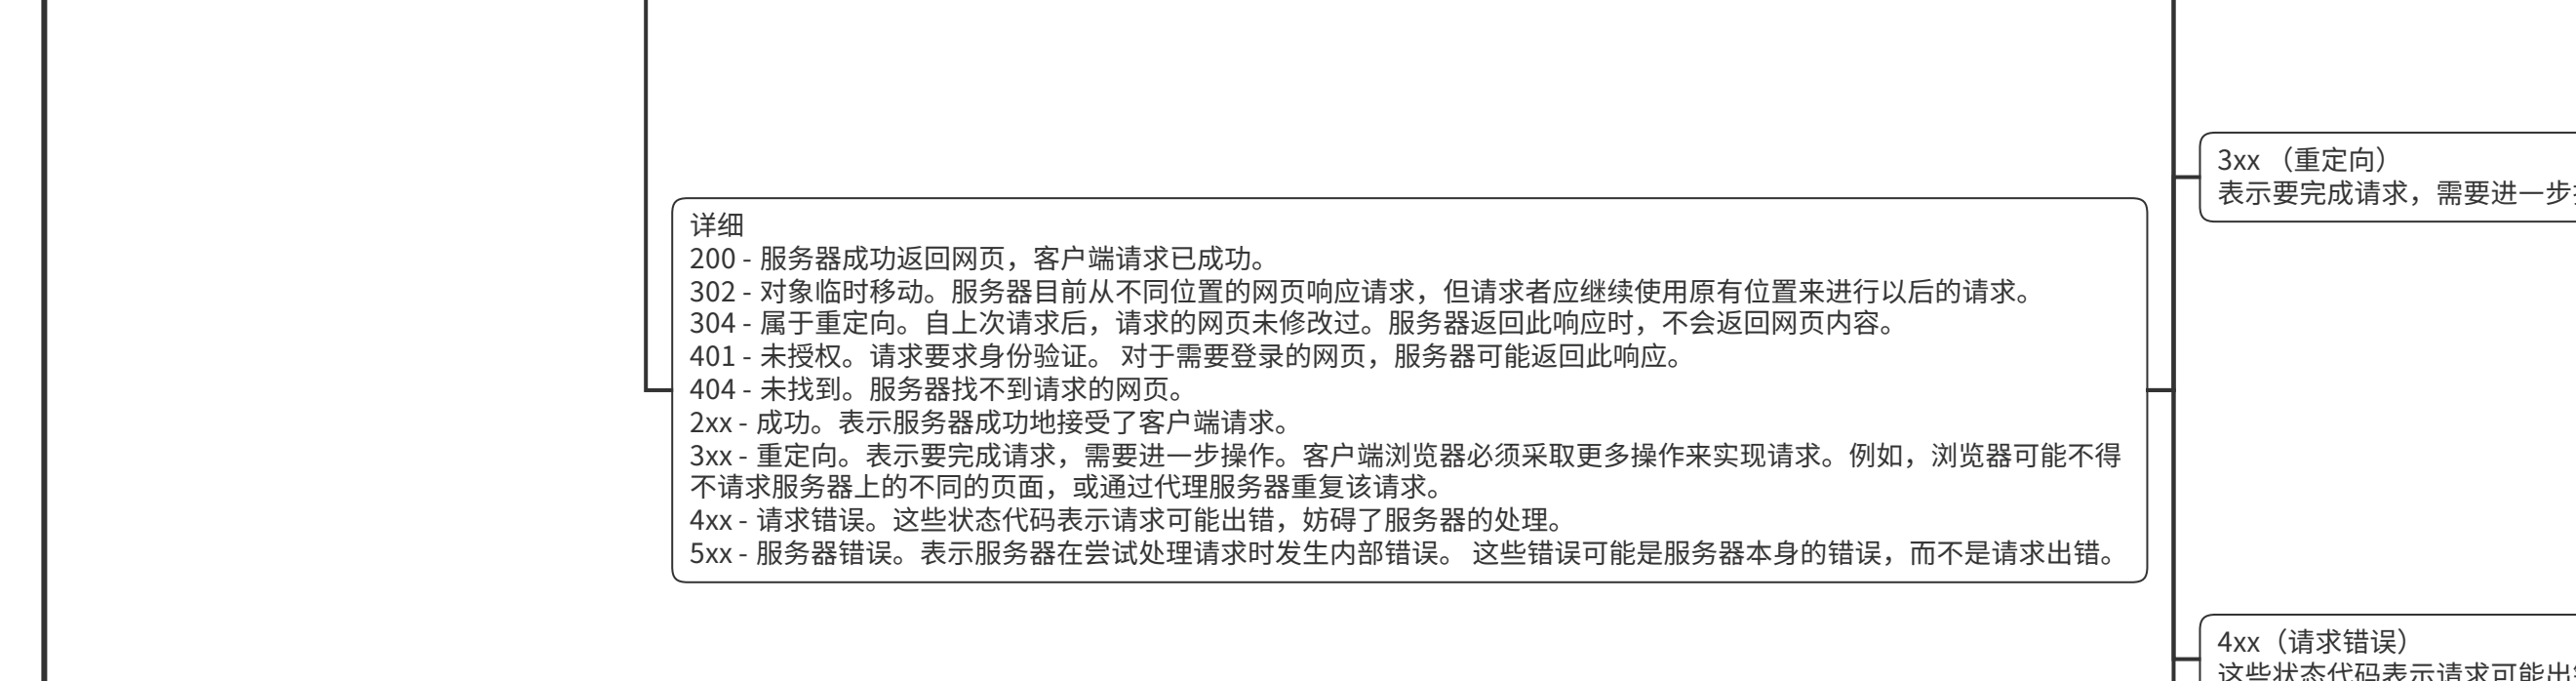 详细
200 - 服务器成功返回网页，客户端请求已成功。
302 - 对象临时移动。服务器目前从不同位置的网页响应请求，但请求者应继续使用原有位置来进行以后的请求。
304 - 属于重定向。自上次请求后，请求的网页未修改过。服务器返回此响应时，不会返回网页内容。
401 - 未授权。请求要求身份验证。 对于需要登录的网页，服务器可能返回此响应。
404 - 未找到。服务器找不到请求的网页。
2xx - 成功。表示服务器成功地接受了客户端请求。
3xx - 重定向。表示要完成请求，需要进一步操作。客户端浏览器必须采取更多操作来实现请求。例如，浏览器可能不得
不请求服务器上的不同的页面，或通过代理服务器重复该请求。
4xx - 请求错误。这些状态代码表示请求可能出错，妨碍了服务器的处理。
5xx - 服务器错误。表示服务器在尝试处理请求时发生内部错误。 这些错误可能是服务器本身的错误，而不是请求出错。
3xx （重定向）
表示要完成请求，需要进一步
4xx（请求错误）
这些状态代码表示请求可能出